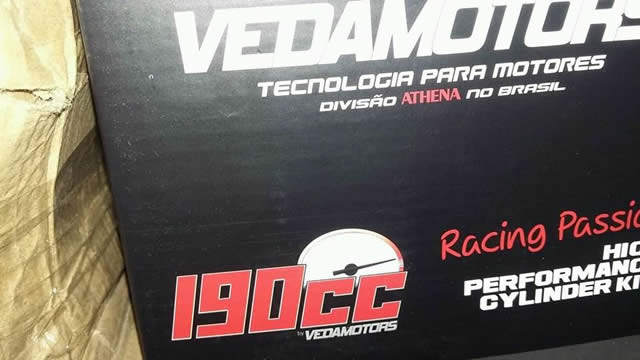 VEDAMOTORS
TECNOLOGIA PARA MOTORES
DIVISÃO ATHENA NO BRASIL
Racing Passio
HIG
PERFORMANC
CYLINDER KI
190CC
by VEDAMOTORS